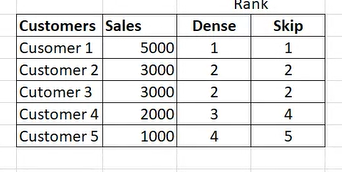 Rank
Customers Sales Dense Skip
Cusomer 1 5000 1 1
Customer 2 3000 2 2
Cutomer 3 3000 2 2
Customer 4 2000 3 4
Customer 5 1000 4 5